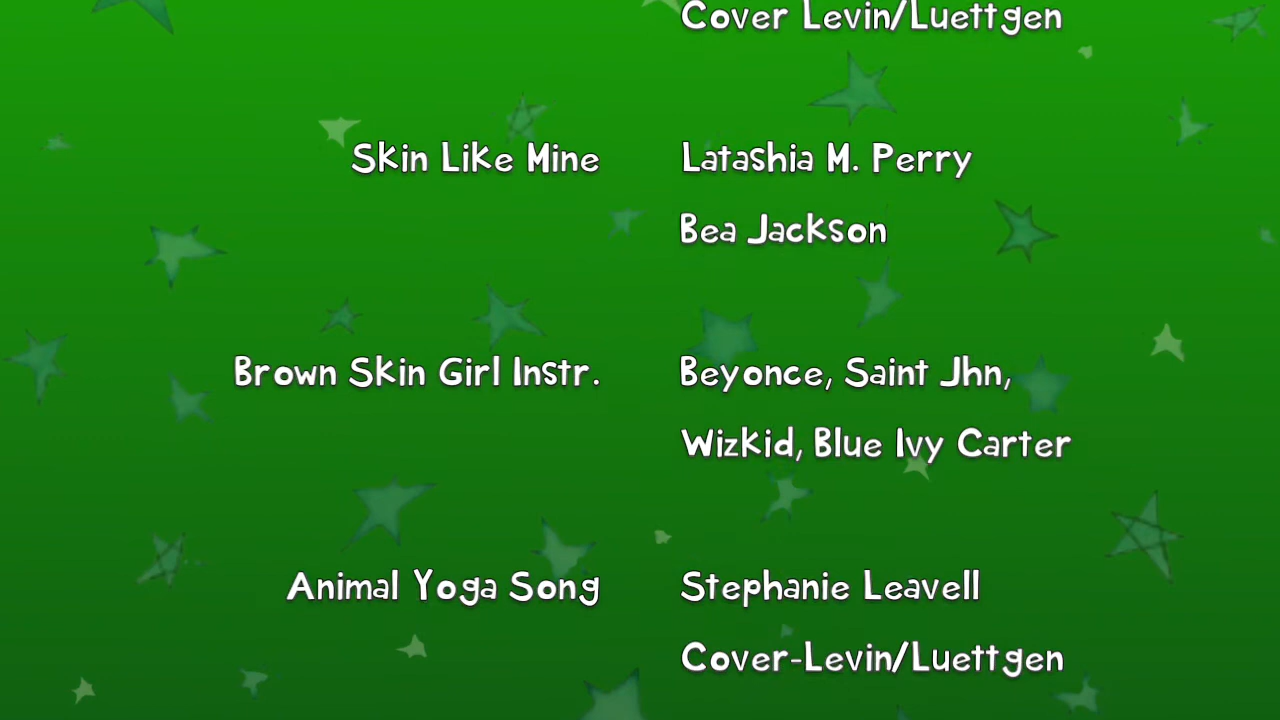 Cover Levin/Luettgen
Skin Like Mine Latashia M. Perry
Bea Jackson
Brown Skin Girl Instr. Beyonce, Saint Jhn,
Wizkid, Blue Ivy Carter
Animal Yoga Song Stephanie Leavell
Cover-Levin/Luettgen